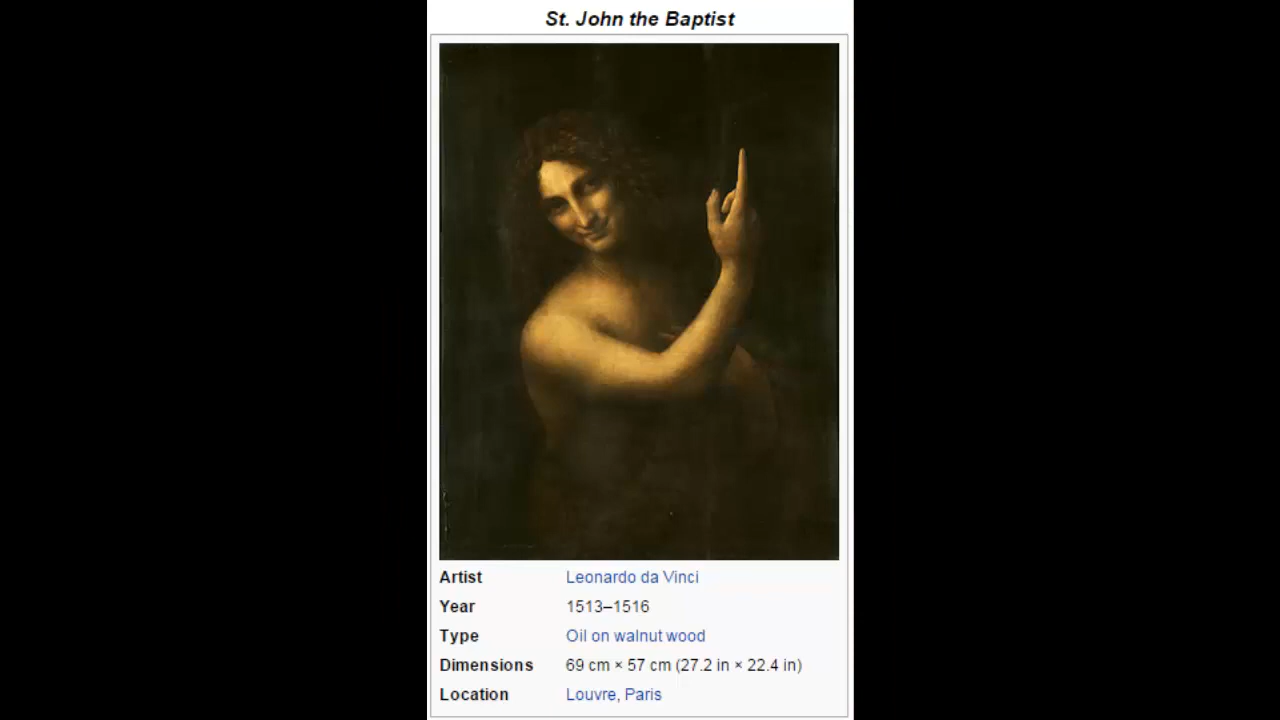 St. John the Baptist
Artist Leonardo da Vinci
Year 1513–1516
Type Oil on walnut wood
Dimensions 69 cm × 57 cm (27.2 in × 22.4 in)
Location Louvre, Paris